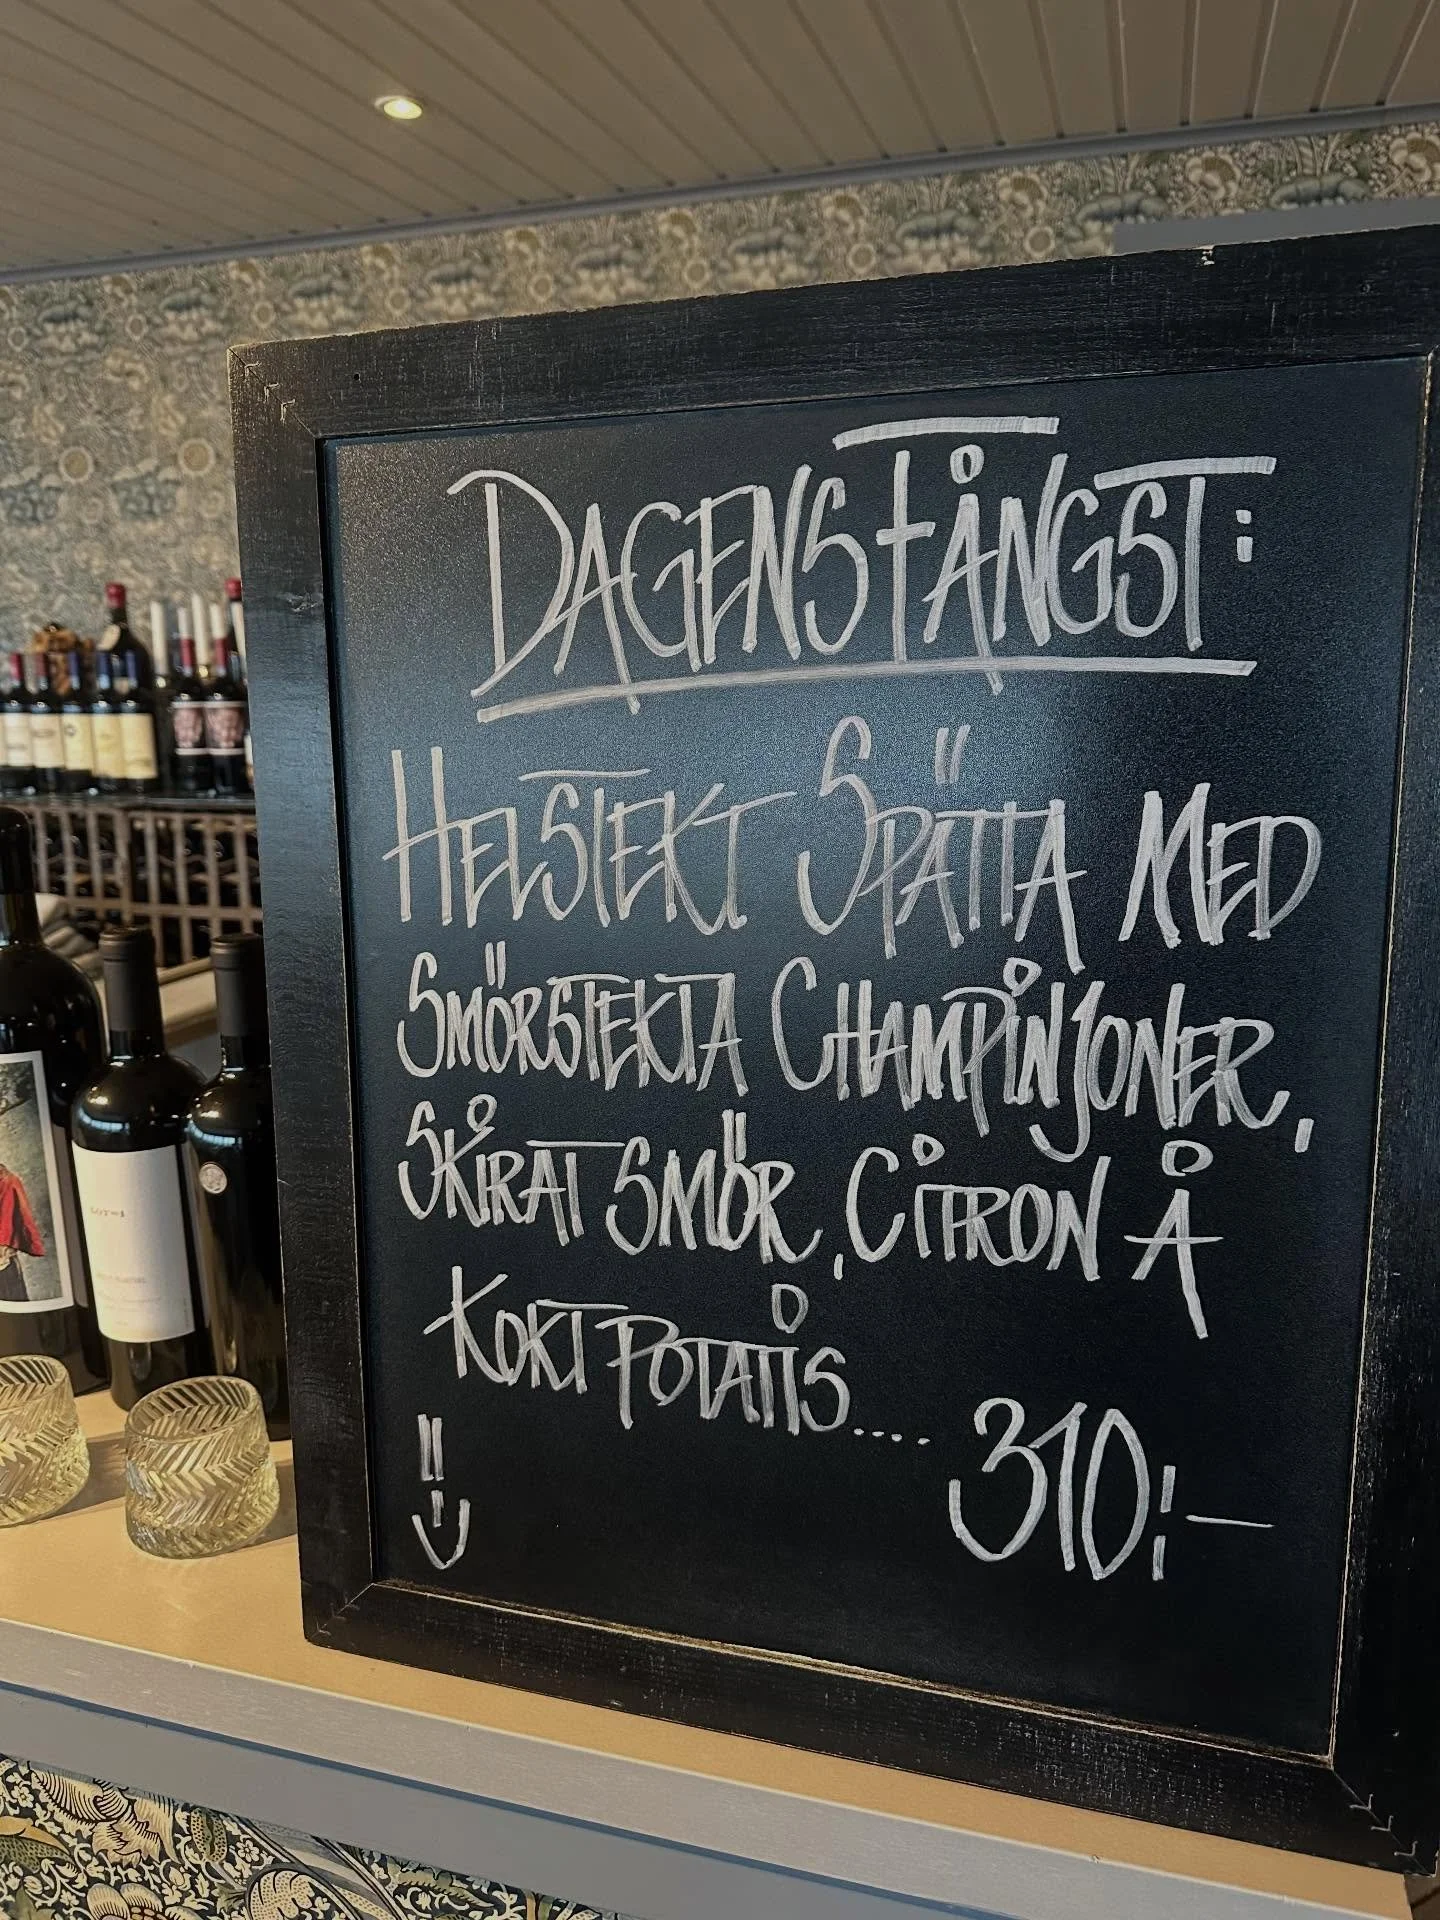 DAGENS FÅNGST:
HELSTEKT SPÄTTA MED
SMÖRSTEKTA CHAMPINJONER,
SKIRAT SMÖR, CITRON Å
KOKT POTATIS....
310:-